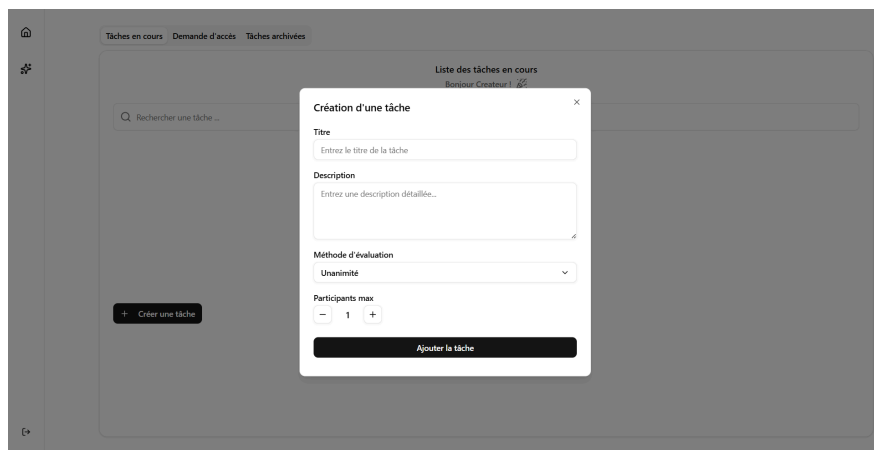 Tâches en cours Demande d'accès Tâches archivées
Liste des tâches en cours
Bonjour Createur ! 🎉
Rechercher une tâche ...
Création d'une tâche
Titre
Entrez le titre de la tâche
Description
Entrez une description détaillée...
Méthode d'évaluation
Unanimité
Participants max
− 1 +
+ Créer une tâche
Ajouter la tâche